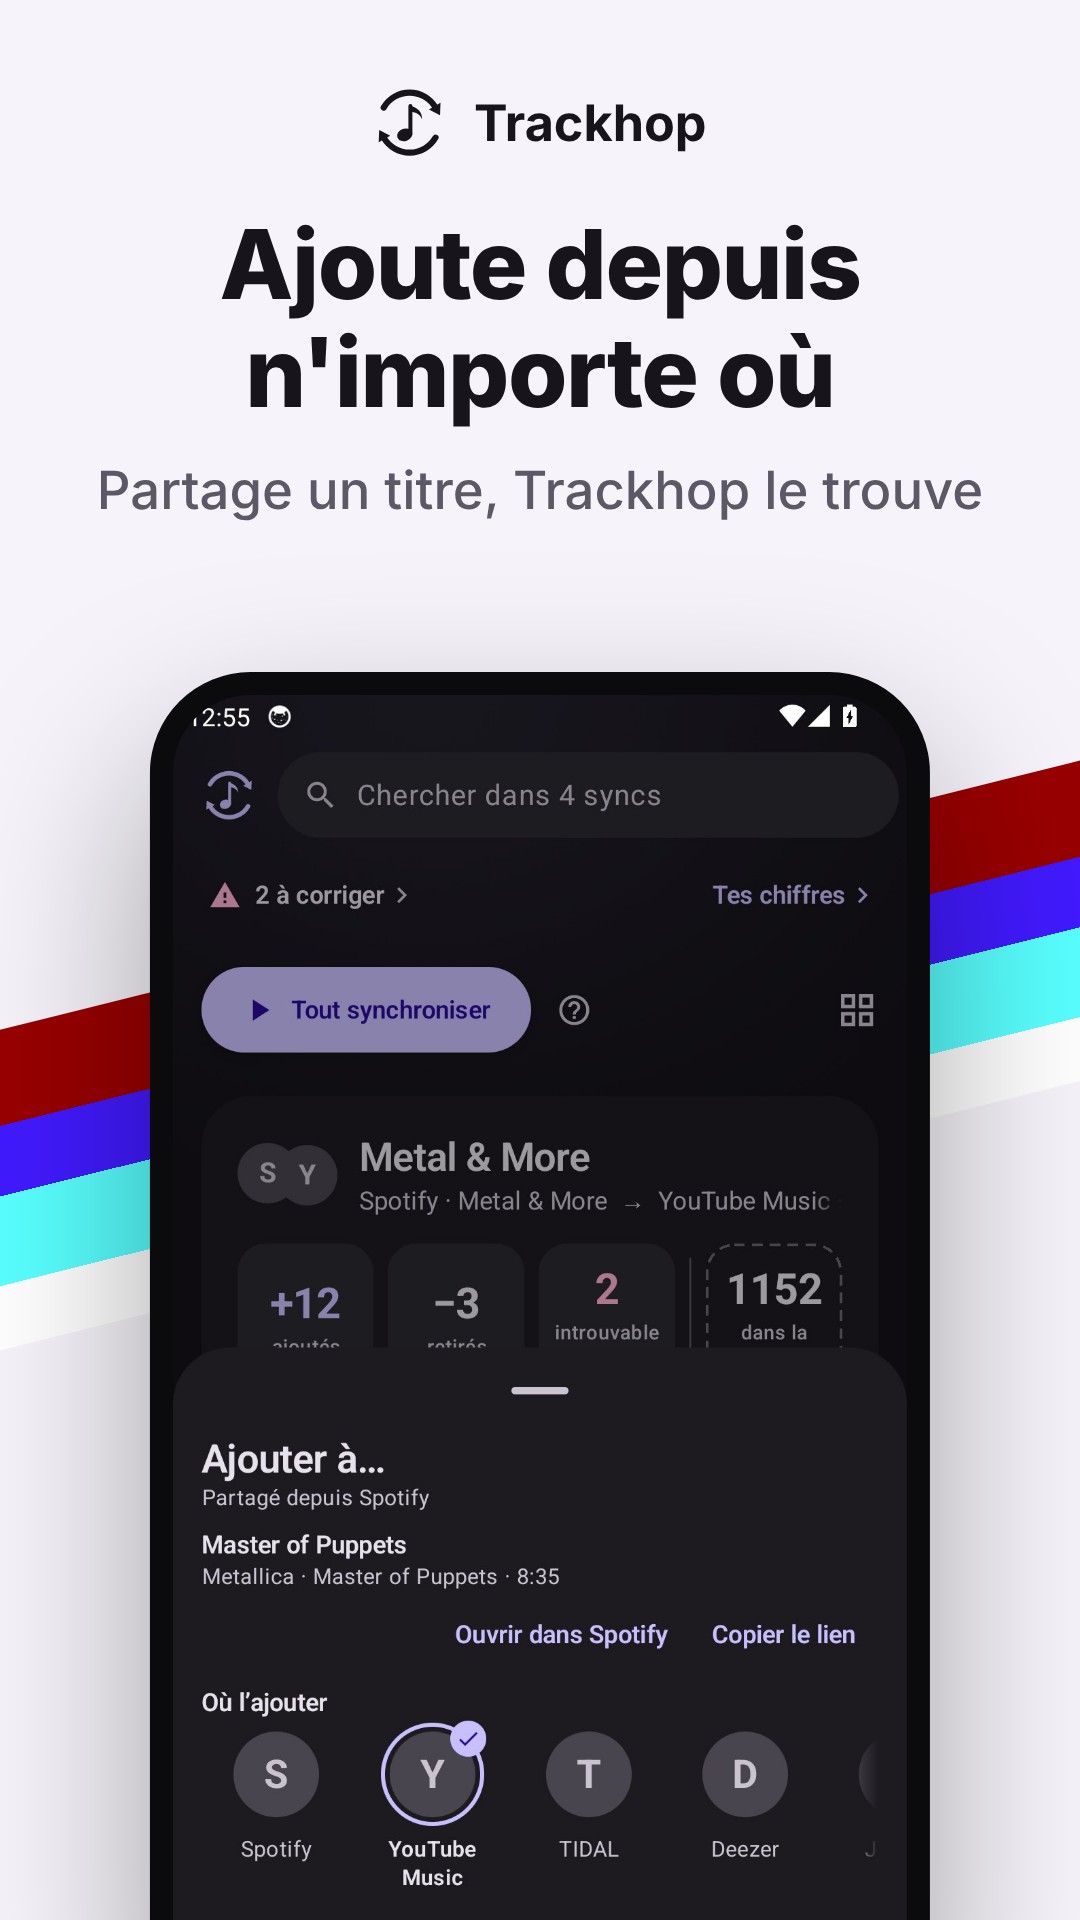 Trackhop
Ajoute depuis
n'importe où
Partage un titre, Trackhop le trouve
12:55
Chercher dans 4 syncs
2 à corriger
Tes chiffres
Tout synchroniser
S Y
Metal & More
Spotify · Metal & More → YouTube Music
+12
ajoutés
−3
retirés
2
introuvable
1152
dans la
Ajouter à…
Partagé depuis Spotify
Master of Puppets
Metallica · Master of Puppets · 8:35
Ouvrir dans Spotify
Copier le lien
Où l’ajouter
S Y T D
Spotify
YouTube
Music
TIDAL
Deezer
J